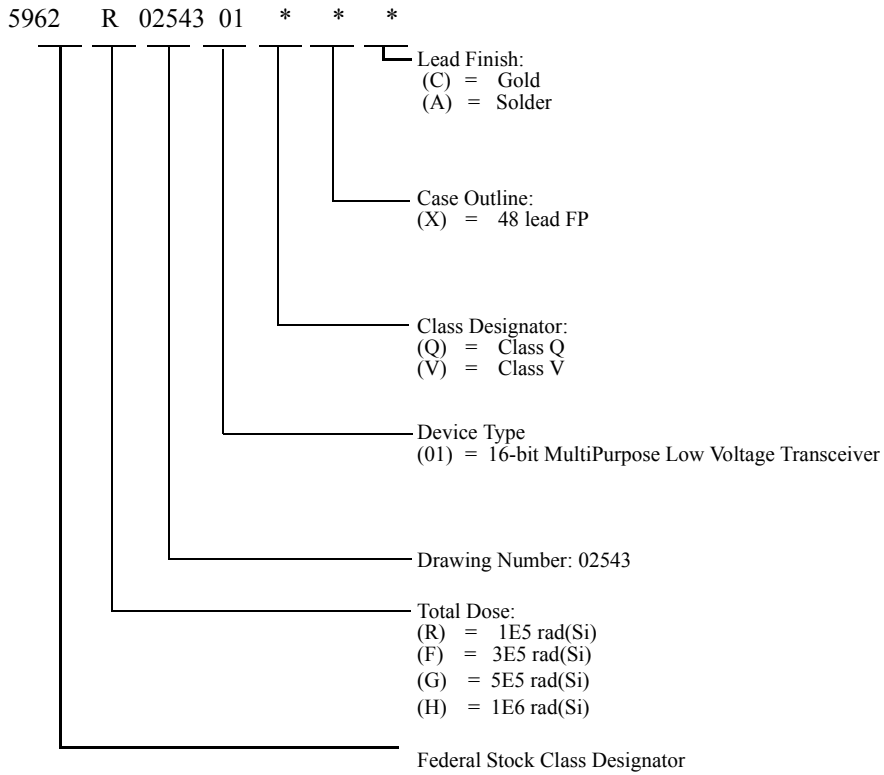 5962 R 02543 01 * * *
Lead Finish:
(C) = Gold
(A) = Solder
Case Outline:
(X) = 48 lead FP
Class Designator:
(Q) = Class Q
(V) = Class V
Device Type
(01) = 16-bit MultiPurpose Low Voltage Transceiver
Drawing Number: 02543
Total Dose:
(R) = 1E5 rad(Si)
(F) = 3E5 rad(Si)
(G) = 5E5 rad(Si)
(H) = 1E6 rad(Si)
Federal Stock Class Designator